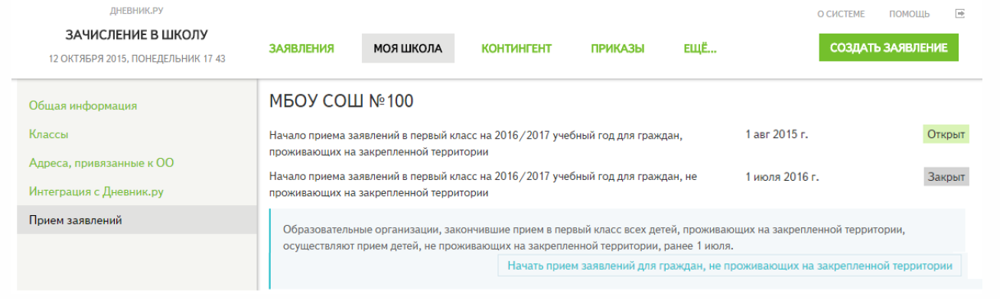 ДНЕВНИК.РУ
О СИСТЕМЕ ПОМОЩЬ
ЗАЧИСЛЕНИЕ В ШКОЛУ
12 ОКТЯБРЯ 2015, ПОНЕДЕЛЬНИК 17 43
ЗАЯВЛЕНИЯ МОЯ ШКОЛА КОНТИНГЕНТ ПРИКАЗЫ ЕЩЁ...
СОЗДАТЬ ЗАЯВЛЕНИЕ
Общая информация
Классы
Адреса, привязанные к ОО
Интеграция с Дневник.ру
Прием заявлений
МБОУ СОШ №100
Начало приема заявлений в первый класс на 2016/2017 учебный год для граждан,
проживающих на закрепленной территории
1 авг 2015 г.
Открыт
Начало приема заявлений в первый класс на 2016/2017 учебный год для граждан, не
проживающих на закрепленной территории
1 июля 2016 г.
Закрыт
Образовательные организации, закончившие прием в первый класс всех детей, проживающих на закрепленной территории,
осуществляют прием детей, не проживающих на закрепленной территории, ранее 1 июля.
Начать прием заявлений для граждан, не проживающих на закрепленной территории